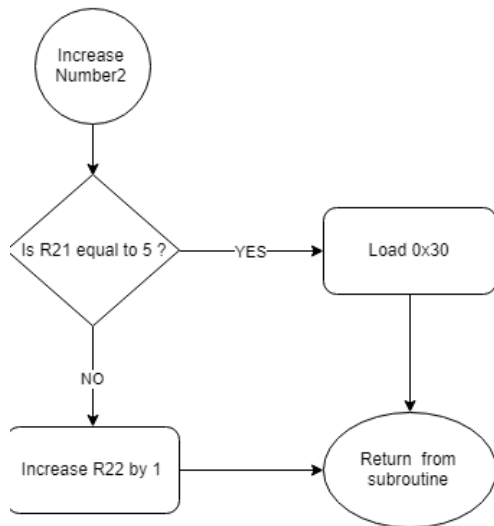 Increase
Number2
Is R21 equal to 5 ?
YES
Load 0x30
NO
Increase R22 by 1
Return from
subroutine